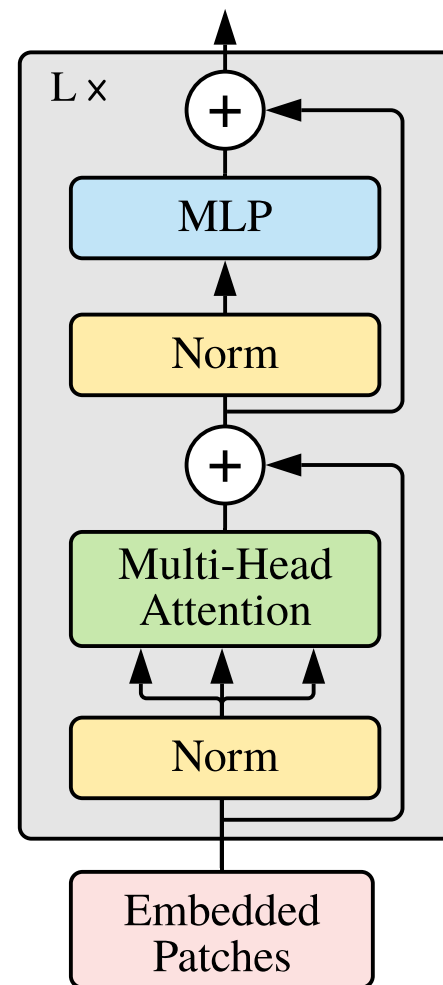 L ×
+
MLP
Norm
+
Multi-Head
Attention
Norm
Embedded
Patches